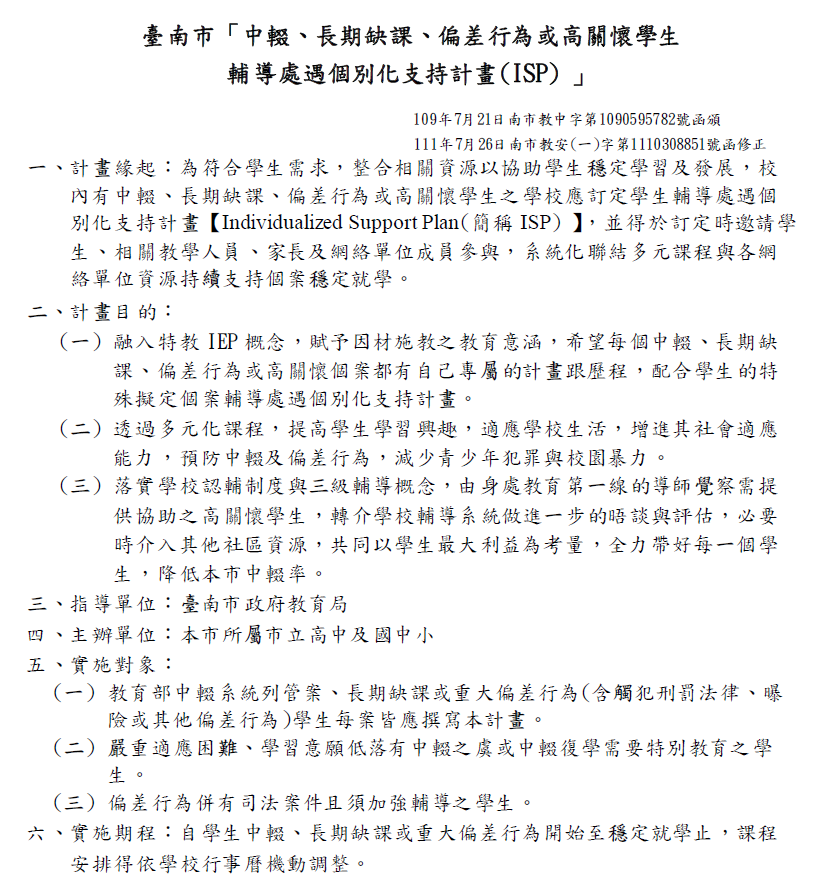 臺南市「中輟、長期缺課、偏差行為或高關懷學生
輔導處遇個別化支持計畫(ISP) 」
109年7月21日南市教中字第1090595782號函頒
111年7月26日南市教安(一)字第1110308851號函修正
一、計畫緣起：為符合學生需求，整合相關資源以協助學生穩定學習及發展，校
內有中輟、長期缺課、偏差行為或高關懷學生之學校應訂定學生輔導處遇個
別化支持計畫【Individualized Support Plan(簡稱 ISP) 】，並得於訂定時邀請學
生、相關教學人員、家長及網絡單位成員參與，系統化聯結多元課程與各網
絡單位資源持續支持個案穩定就學。
二、計畫目的：
(一) 融入特教 IEP 概念，賦予因材施教之教育意涵，希望每個中輟、長期缺
課、偏差行為或高關懷個案都有自己專屬的計畫跟歷程，配合學生的特
殊擬定個案輔導處遇個別化支持計畫。
(二) 透過多元化課程，提高學生學習興趣，適應學校生活，增進其社會適應
能力，預防中輟及偏差行為，減少青少年犯罪與校園暴力。
(三) 落實學校認輔制度與三級輔導概念，由身處教育第一線的導師覺察需提
供協助之高關懷學生，轉介學校輔導系統做進一步的晤談與評估，必要
時介入其他社區資源，共同以學生最大利益為考量，全力帶好每一個學
生，降低本市中輟率。
三、指導單位：臺南市政府教育局
四、主辦單位：本市所屬市立高中及國中小
五、實施對象：
(一) 教育部中輟系統列管案、長期缺課或重大偏差行為(含觸犯刑罰法律、曝
險或其他偏差行為)學生每案皆應撰寫本計畫。
(二) 嚴重適應困難、學習意願低落有中輟之虞或中輟復學需要特別教育之學
生。
(三) 偏差行為併有司法案件且須加強輔導之學生。
六、實施期程：自學生中輟、長期缺課或重大偏差行為開始至穩定就學止，課程
安排得依學校行事曆機動調整。